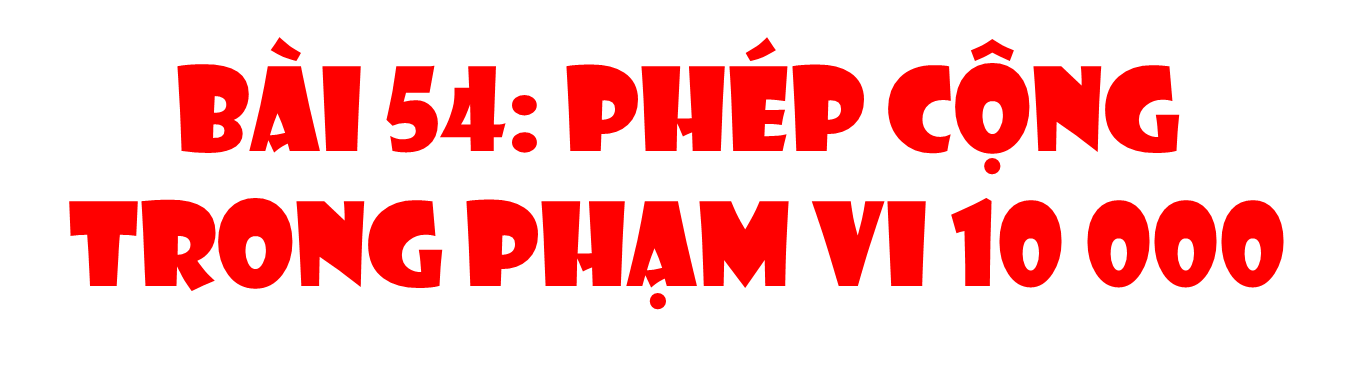 BÀI 54: PHÉP CỘNG
TRONG PHẠM VI 10 000